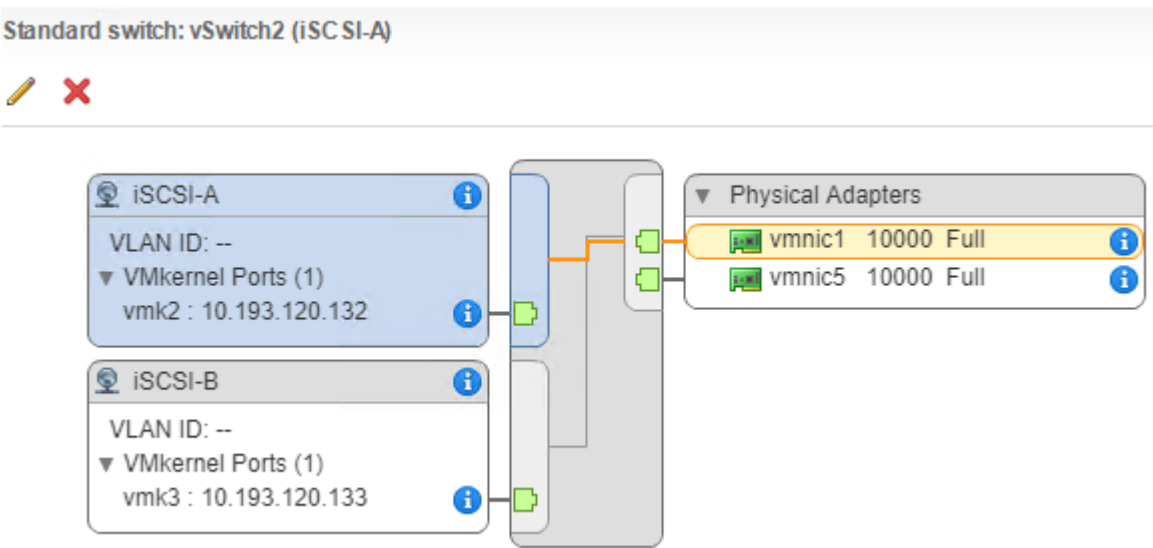 Standard switch: vSwitch2 (iSCSI-A)
iSCSI-A
VLAN ID: --
VMkernel Ports (1)
vmk2 : 10.193.120.132
iSCSI-B
VLAN ID: --
VMkernel Ports (1)
vmk3 : 10.193.120.133
Physical Adapters
vmnic1 10000 Full
vmnic5 10000 Full